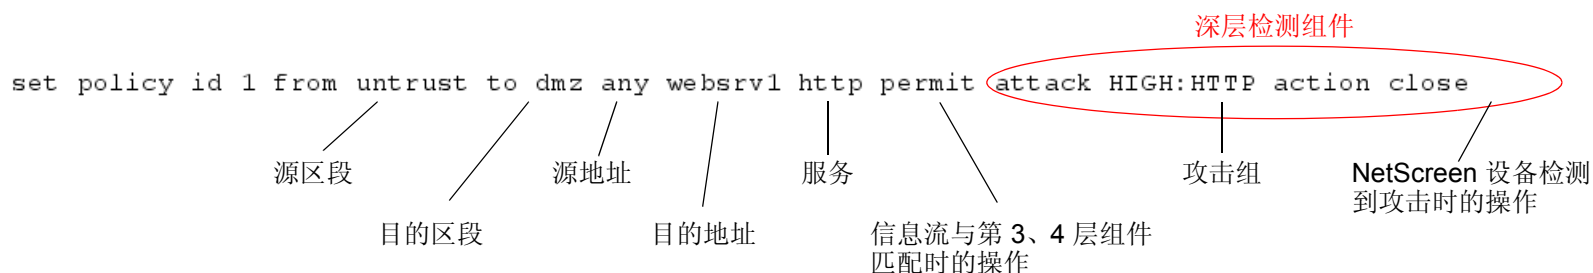 深层检测组件
set policy id 1 from untrust to dmz any websrv1 http permit attack HIGH:HTTP action close
源区段
源地址
服务
攻击组
NetScreen 设备检测
到攻击时的操作
目的区段
目的地址
信息流与第 3、4 层组件
匹配时的操作